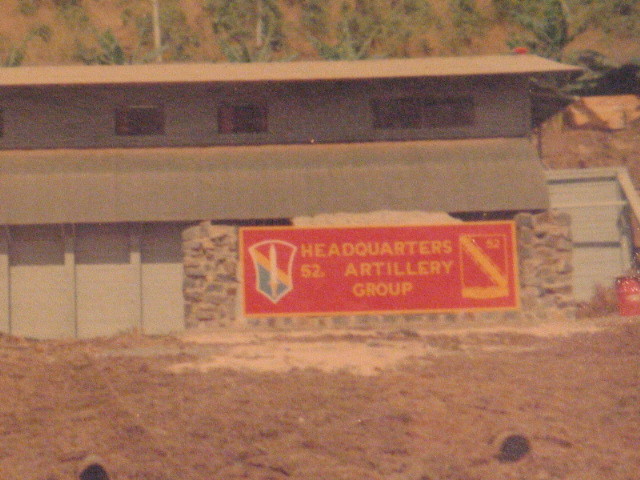 HEADQUARTERS
52. ARTILLERY
GROUP
52